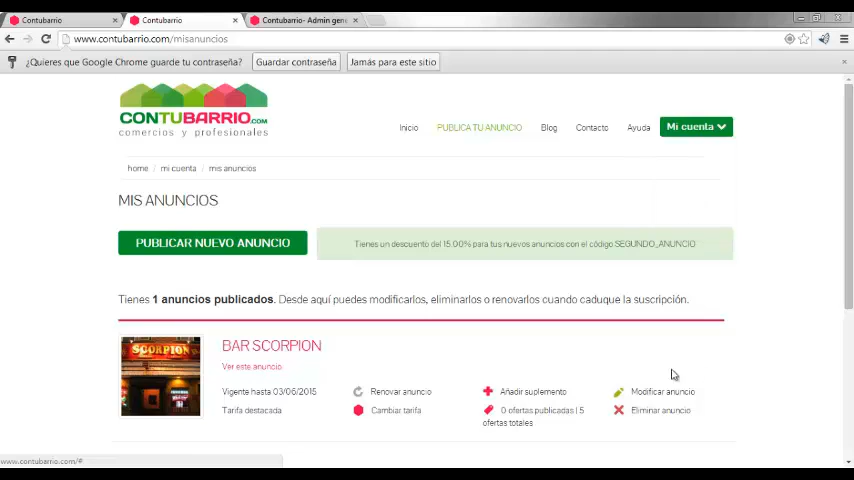 Contubarrio
Contubarrio
Contubarrio- Admin gene
www.contubarrio.com/misanuncios
¿Quieres que Google Chrome guarde tu contraseña?
Guardar contraseña
Jamás para este sitio
CONTUBARRIO.COM
comercios y profesionales
Inicio
PUBLICA TU ANUNCIO
Blog
Contacto
Ayuda
Mi cuenta
home / mi cuenta / mis anuncios
MIS ANUNCIOS
PUBLICAR NUEVO ANUNCIO
Tienes un descuento del 15.00% para tus nuevos anuncios con el código SEGUNDO_ANUNCIO
Tienes 1 anuncios publicados. Desde aquí puedes modificarlos, eliminarlos o renovarlos cuando caduque la suscripción.
SCORPION
BAR SCORPION
Ver este anuncio
Vigente hasta 03/06/2015
Renovar anuncio
Añadir suplemento
Modificar anuncio
Tarifa destacada
Cambiar tarifa
0 ofertas publicadas | 5
ofertas totales
Eliminar anuncio
www.contubarrio.com/#